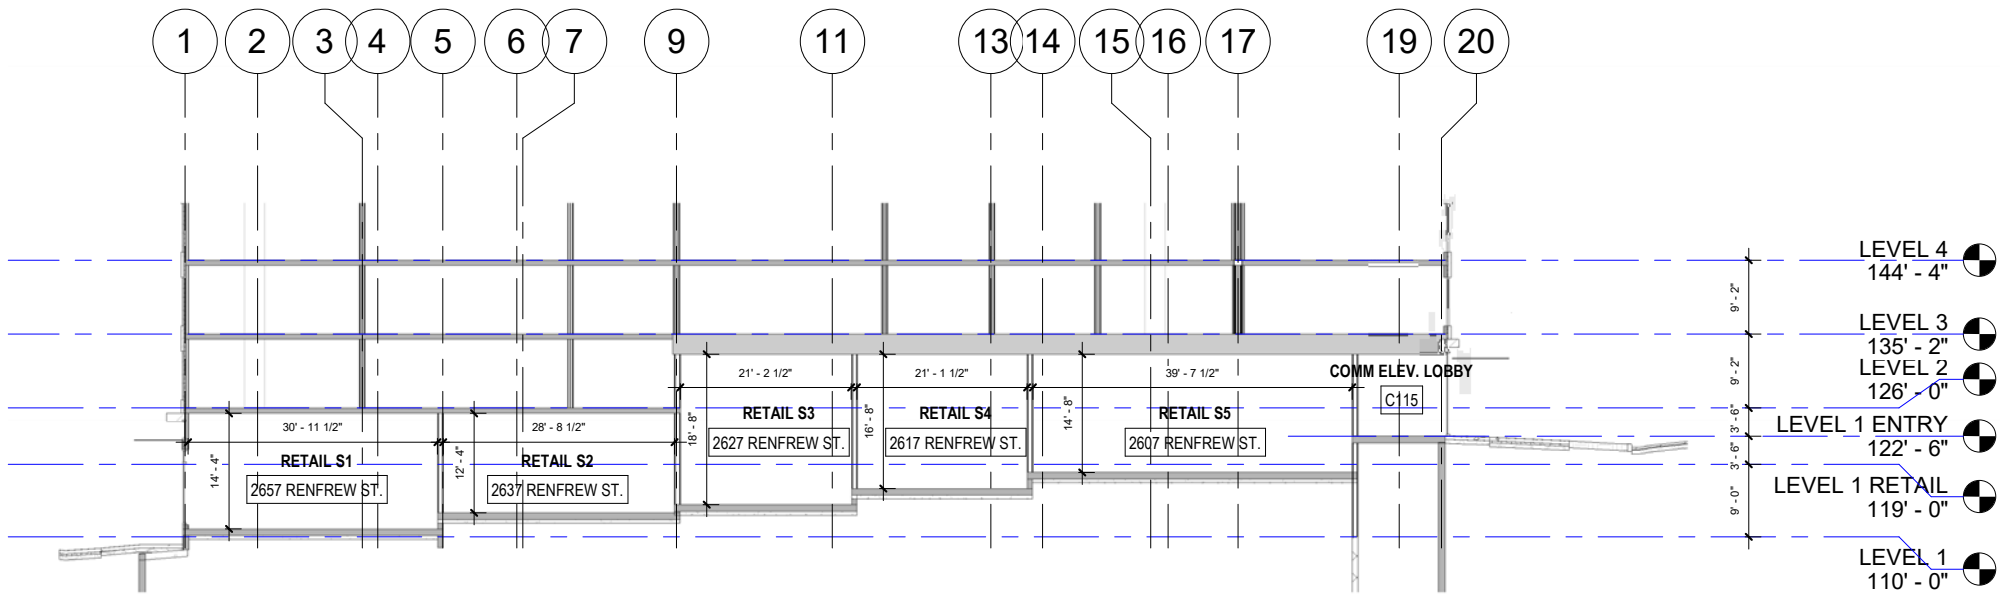 1 2 3 4 5 6 7 9 11 13 14 15 16 17 19 20
LEVEL 4
144' - 4"
9' - 2"
LEVEL 3
135' - 2"
9' - 2"
LEVEL 2
126' - 0"
3' - 6"
LEVEL 1 ENTRY
122' - 6"
3' - 6"
LEVEL 1 RETAIL
119' - 0"
9' - 0"
LEVEL 1
110' - 0"
30' - 11 1/2"
14' - 4"
RETAIL S1
2657 RENFREW ST.
28' - 8 1/2"
12' - 4"
RETAIL S2
2637 RENFREW ST.
21' - 2 1/2"
18' - 8"
RETAIL S3
2627 RENFREW ST.
21' - 1 1/2"
16' - 8"
RETAIL S4
2617 RENFREW ST.
39' - 7 1/2"
14' - 8"
RETAIL S5
2607 RENFREW ST.
COMM ELEV. LOBBY
C115